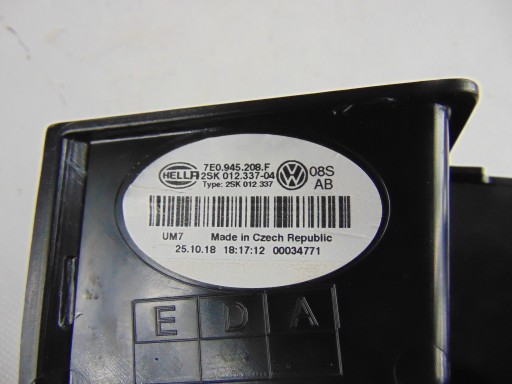 HELLA
7E0.945.208.F
2SK 012.337-04
Type: 2SK 012 337
08S
AB
UM7 Made in Czech Republic
25.10.18 18:17:12 00034771
E D A